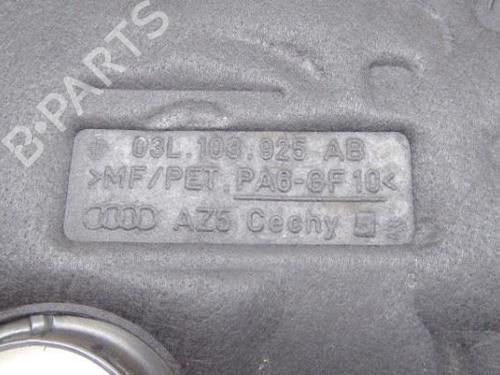 B-PARTS
03L.103.925 AB
>MF/PET.PA6-GF10<
AZ5 Cechy